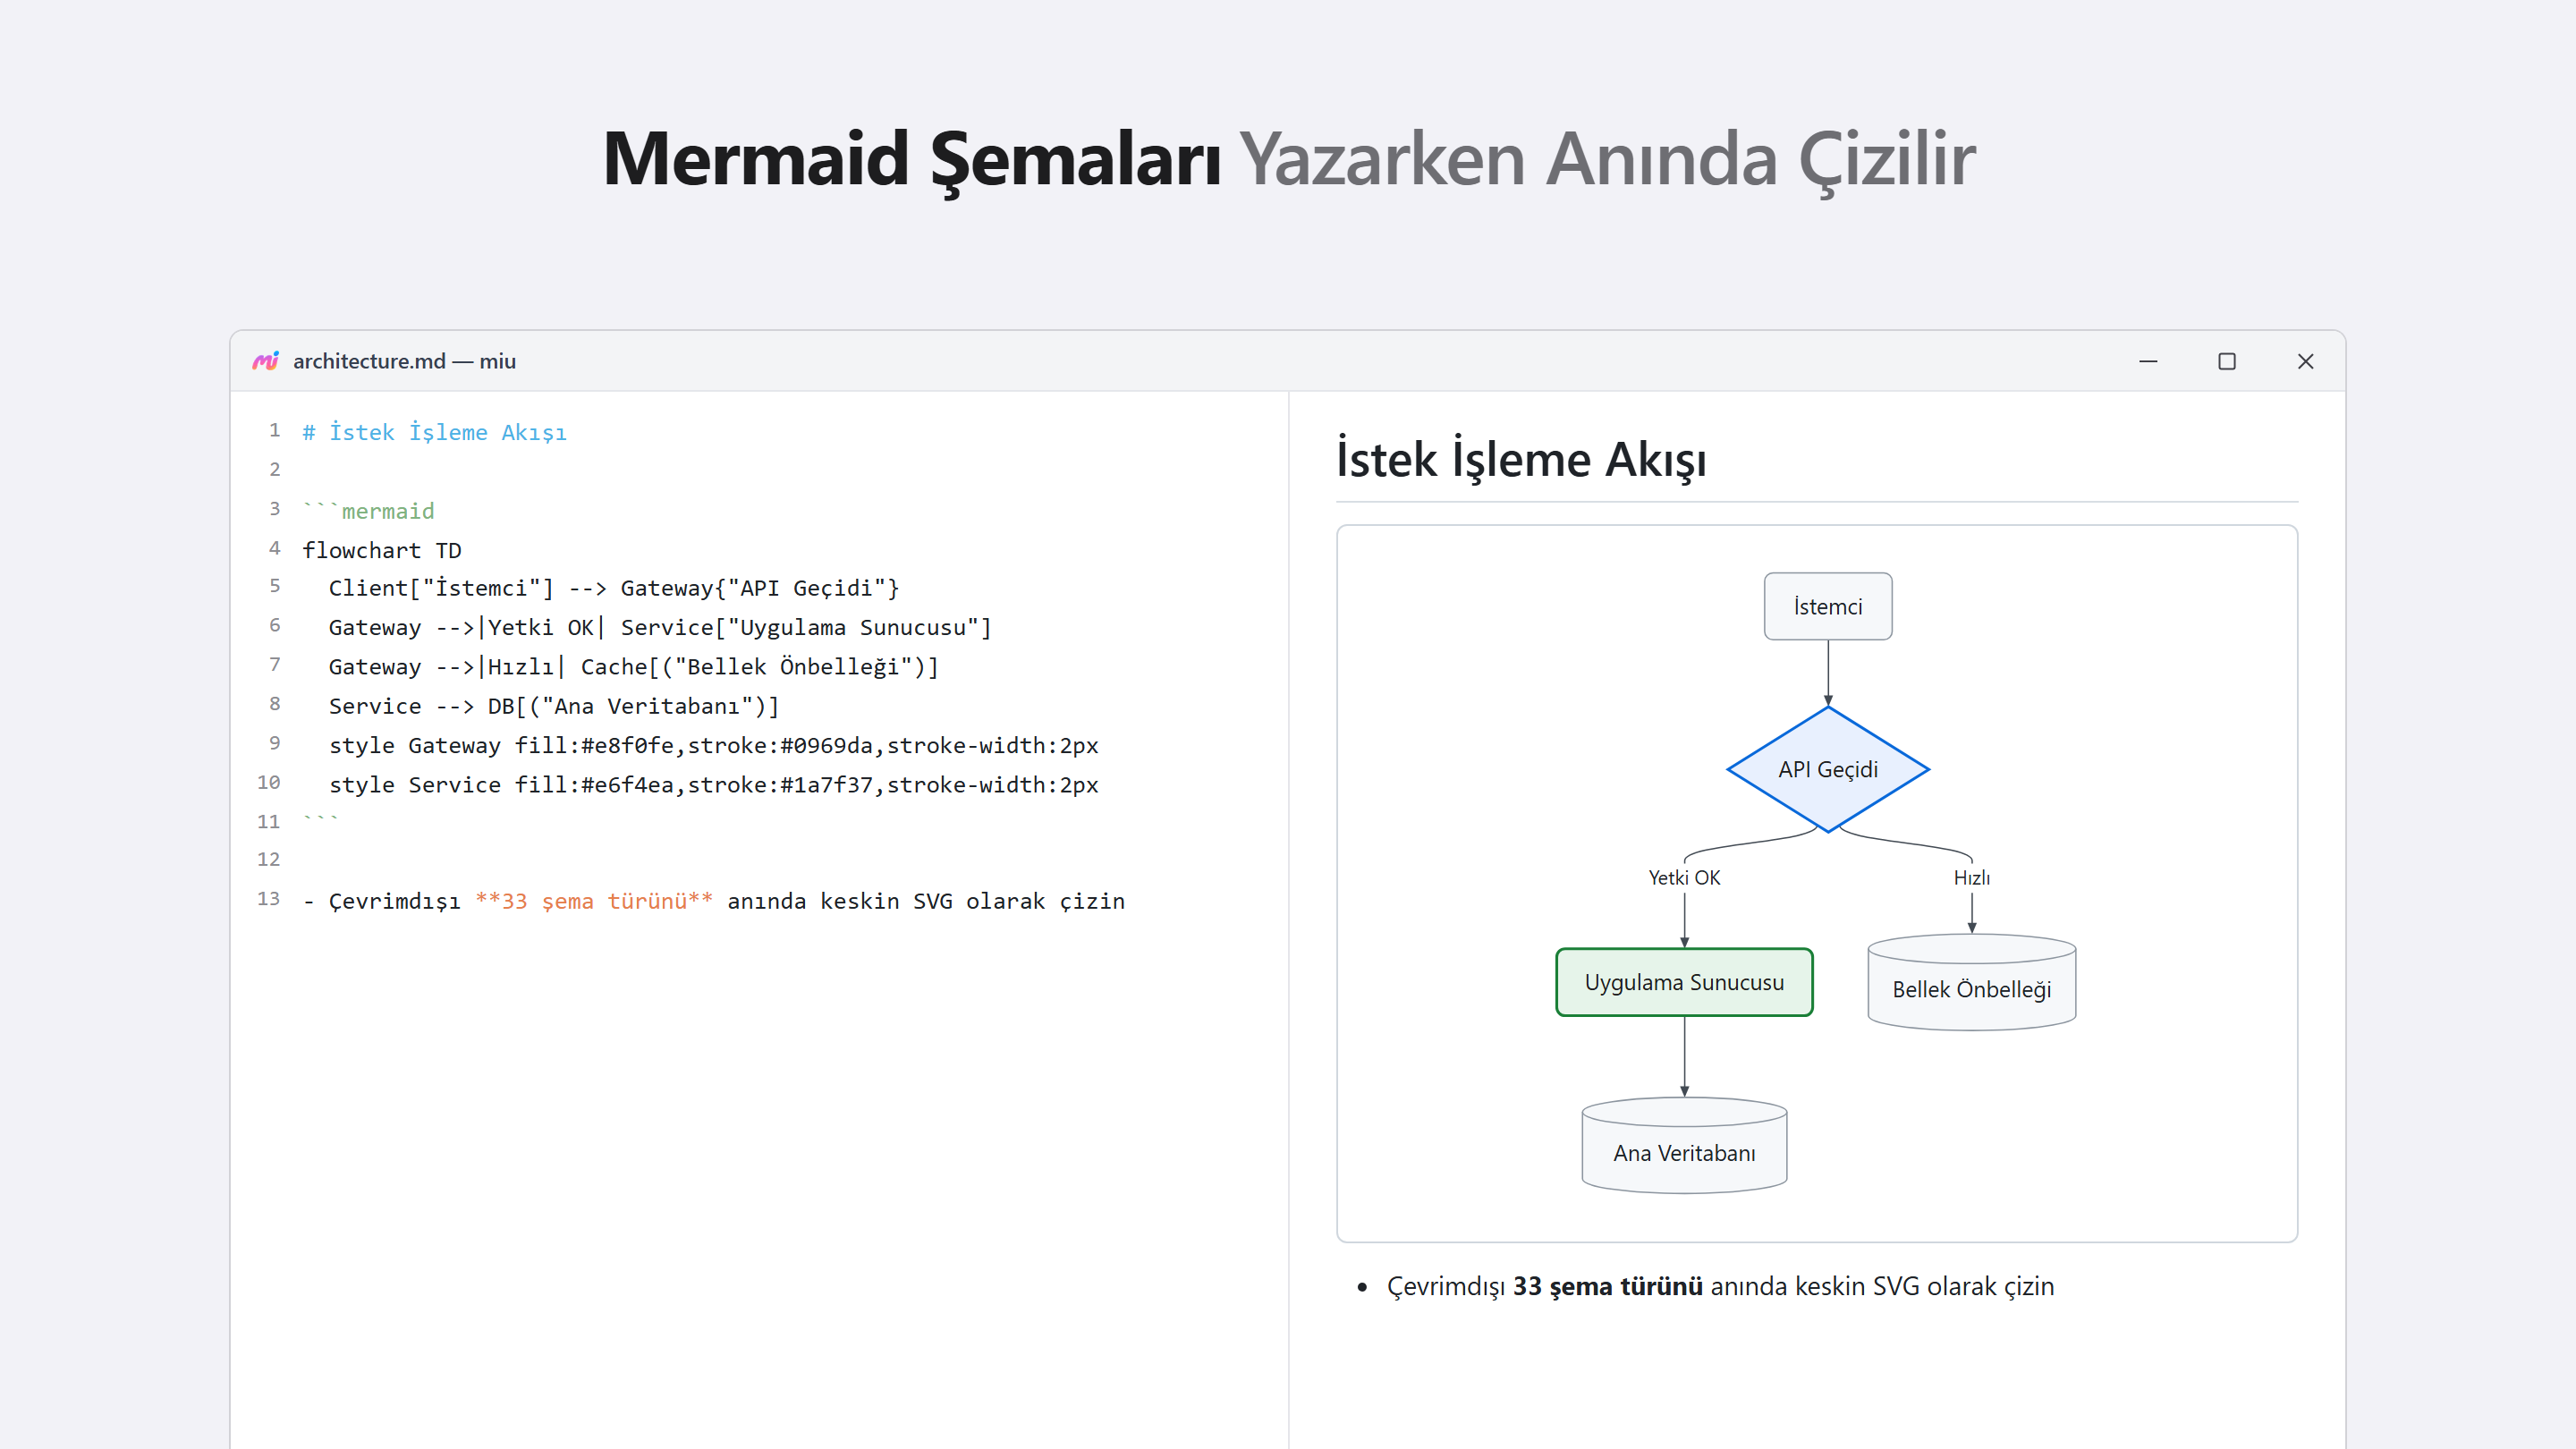 Mermaid Şemaları Yazarken Anında Çizilir
mi architecture.md — miu
1 # İstek İşleme Akışı
2
3 ```mermaid
4 flowchart TD
5   Client["İstemci"] --> Gateway{"API Geçidi"}
6   Gateway -->|Yetki OK| Service["Uygulama Sunucusu"]
7   Gateway -->|Hızlı| Cache[("Bellek Önbelleği")]
8   Service --> DB[("Ana Veritabanı")]
9   style Gateway fill:#e8f0fe,stroke:#0969da,stroke-width:2px
10   style Service fill:#e6f4ea,stroke:#1a7f37,stroke-width:2px
11 ```
12
13 - Çevrimdışı **33 şema türünü** anında keskin SVG olarak çizin
İstek İşleme Akışı
İstemci
API Geçidi
Yetki OK
Hızlı
Uygulama Sunucusu
Bellek Önbelleği
Ana Veritabanı
• Çevrimdışı 33 şema türünü anında keskin SVG olarak çizin